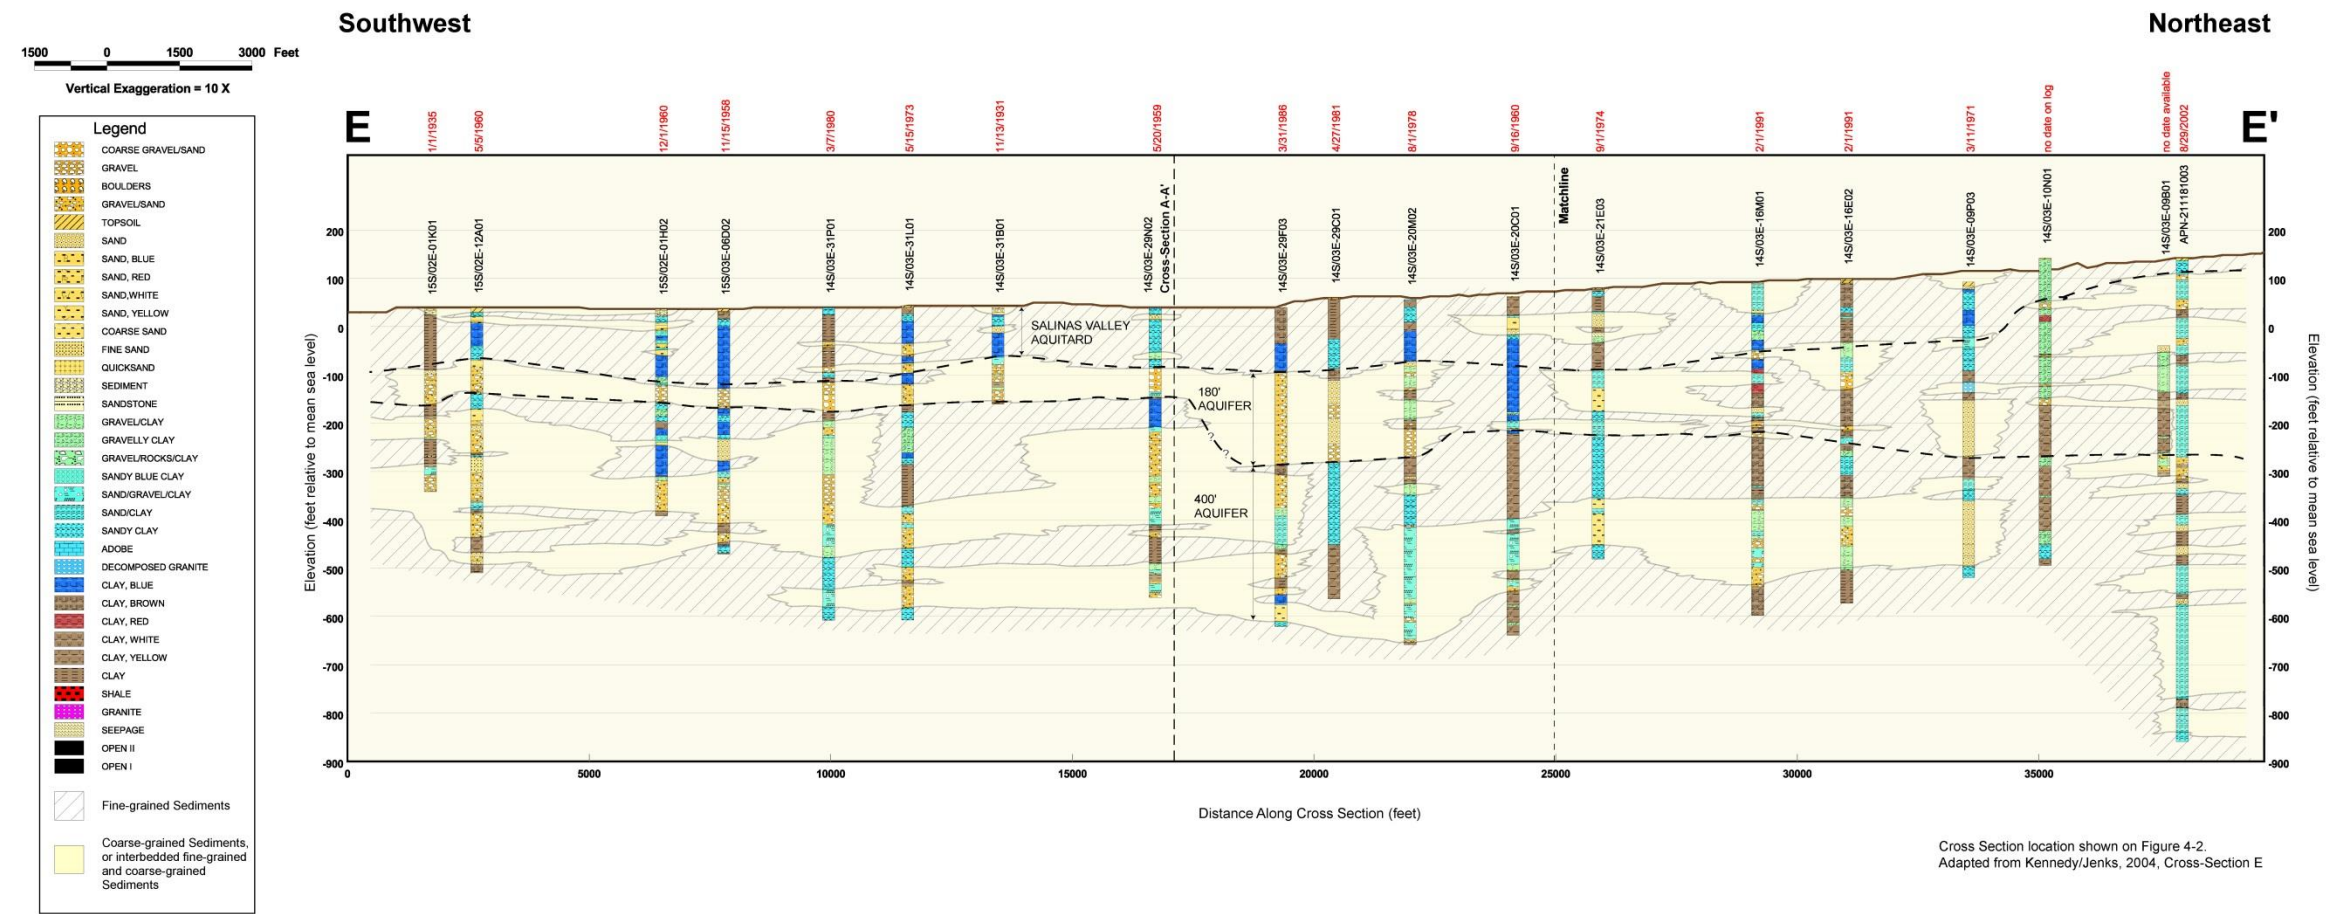 Southwest
Northeast
1500 0 1500 3000 Feet
Vertical Exaggeration = 10 X
E
E'
1/1/1935
5/5/1960
12/1/1960
11/15/1958
3/7/1980
5/15/1973
11/13/1931
5/20/1959
3/31/1986
4/27/1981
8/1/1978
9/16/1960
9/1/1974
2/1/1991
2/1/1991
3/11/1971
no date on log
no date available
8/29/2002
15S/02E-01K01
15S/02E-12A01
15S/02E-01H02
15S/03E-06D02
14S/03E-31P01
14S/03E-31L01
14S/03E-31B01
14S/03E-29N02
Cross-Section A-A'
14S/03E-29F03
14S/03E-29C01
14S/03E-20M02
14S/03E-20C01
Matchline
14S/03E-21E03
14S/03E-16M01
14S/03E-16E02
14S/03E-09P03
14S/03E-10N01
14S/03E-09B01
APN-211181003
Legend
COARSE GRAVEL/SAND
GRAVEL
BOULDERS
GRAVEL/SAND
TOPSOIL
SAND
SAND, BLUE
SAND, RED
SAND,WHITE
SAND, YELLOW
COARSE SAND
FINE SAND
QUICKSAND
SEDIMENT
SANDSTONE
GRAVEL/CLAY
GRAVELLY CLAY
GRAVEL/ROCKS/CLAY
SANDY BLUE CLAY
SAND/GRAVEL/CLAY
SAND/CLAY
SANDY CLAY
ADOBE
DECOMPOSED GRANITE
CLAY, BLUE
CLAY, BROWN
CLAY, RED
CLAY, WHITE
CLAY, YELLOW
CLAY
SHALE
GRANITE
SEEPAGE
OPEN II
OPEN I
Fine-grained Sediments
Coarse-grained Sediments,
or interbedded fine-grained
and coarse-grained
Sediments
Elevation (feet relative to mean sea level)
200
100
0
-100
-200
-300
-400
-500
-600
-700
-800
-900
SALINAS VALLEY
AQUITARD
180'
AQUIFER
?
?
400'
AQUIFER
200
100
0
-100
-200
-300
-400
-500
-600
-700
-800
-900
Elevation (feet relative to mean sea level)
0 5000 10000 15000 20000 25000 30000 35000
Distance Along Cross Section (feet)
Cross Section location shown on Figure 4-2.
Adapted from Kennedy/Jenks, 2004, Cross-Section E